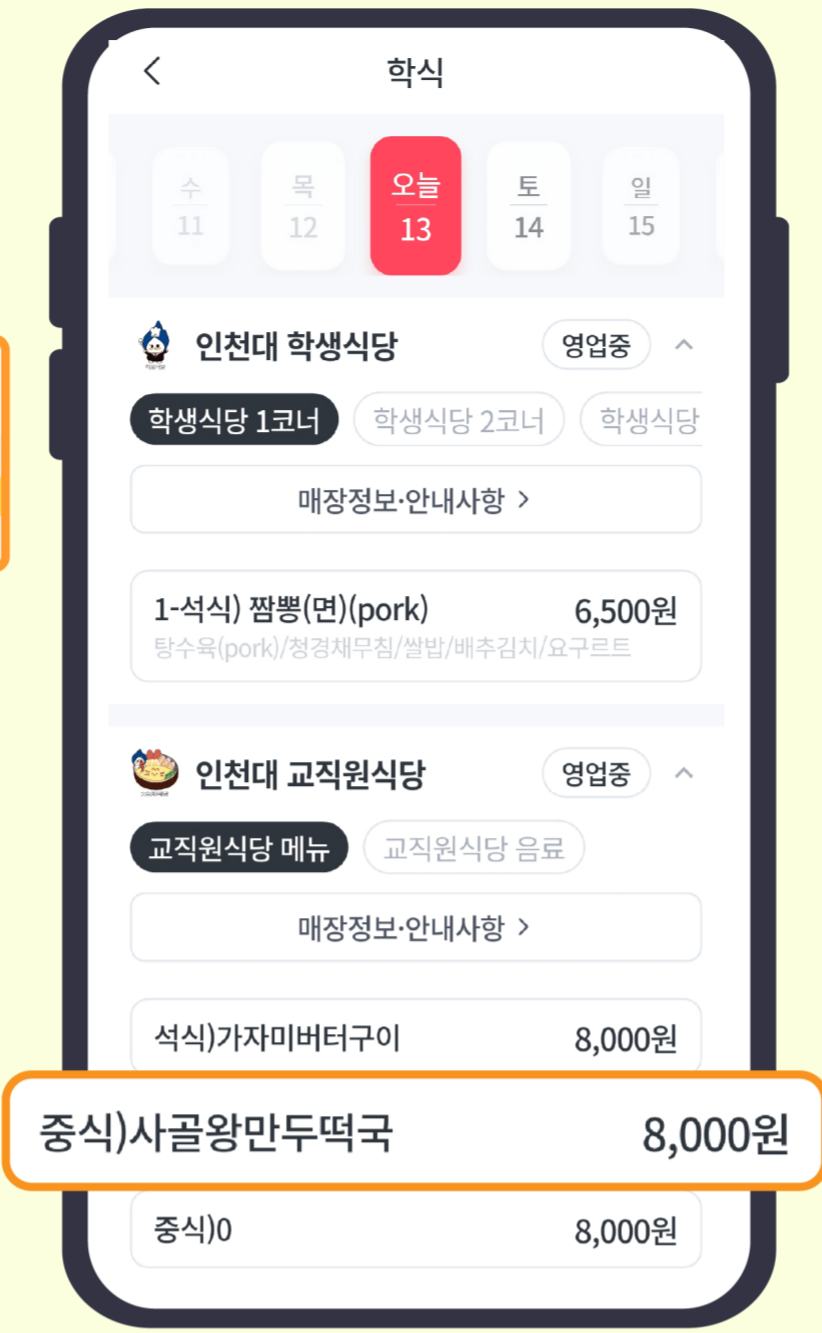 학식
수 목 오늘 토 일
11 12 13 14 15
인천대 학생식당 영업중
학생식당 1코너 학생식당 2코너 학생식당
매장정보·안내사항 >
1-석식) 짬뽕(면)(pork) 6,500원
탕수육(pork)/청경채무침/쌀밥/배추김치/요구르트
인천대 교직원식당 영업중
교직원식당 메뉴 교직원식당 음료
매장정보·안내사항 >
석식)가자미버터구이 8,000원
중식)사골왕만두떡국 8,000원
중식)0 8,000원